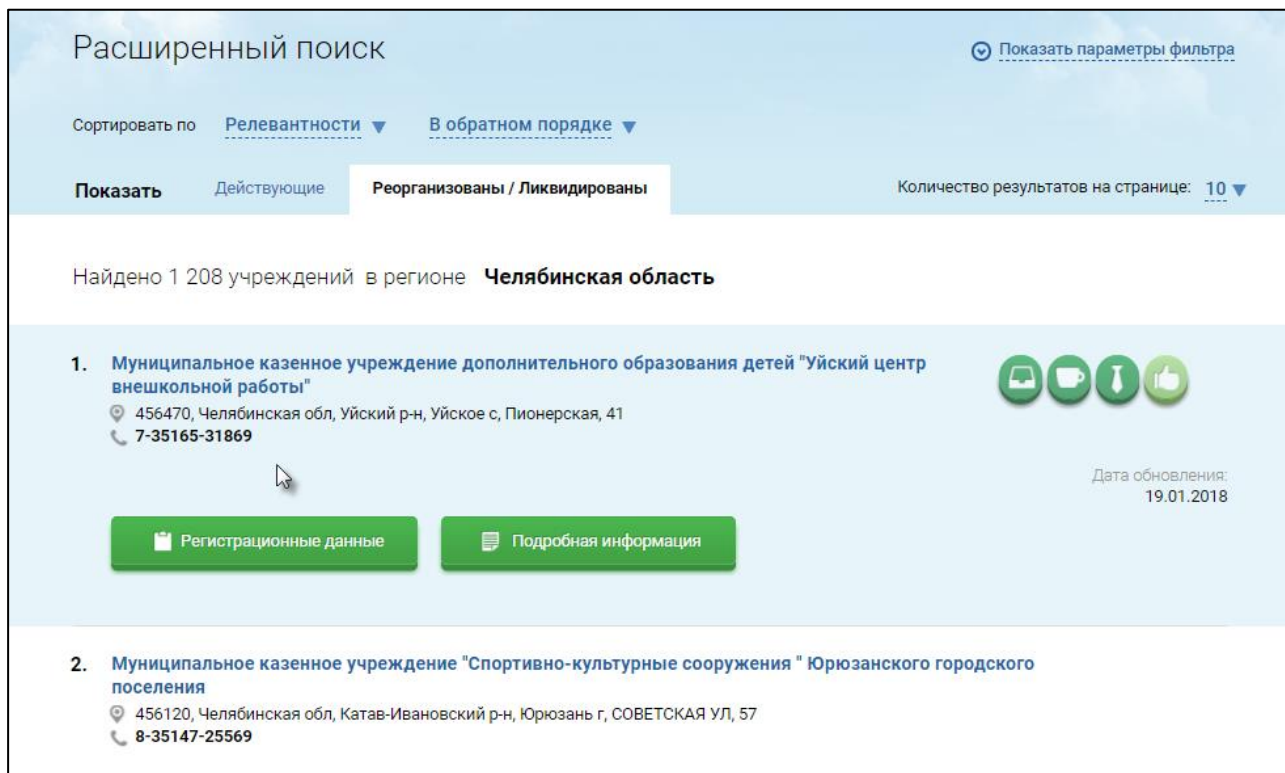 Расширенный поиск
Показать параметры фильтра
Сортировать по Релевантности В обратном порядке
Показать Действующие Реорганизованы / Ликвидированы Количество результатов на странице: 10
Найдено 1 208 учреждений в регионе Челябинская область
1. Муниципальное казенное учреждение дополнительного образования детей "Уйский центр
внешкольной работы"
456470, Челябинская обл, Уйский р-н, Уйское с, Пионерская, 41
7-35165-31869
Дата обновления:
19.01.2018
Регистрационные данные Подробная информация
2. Муниципальное казенное учреждение "Спортивно-культурные сооружения " Юрюзанского городского
поселения
456120, Челябинская обл, Катав-Ивановский р-н, Юрюзань г, СОВЕТСКАЯ УЛ, 57
8-35147-25569